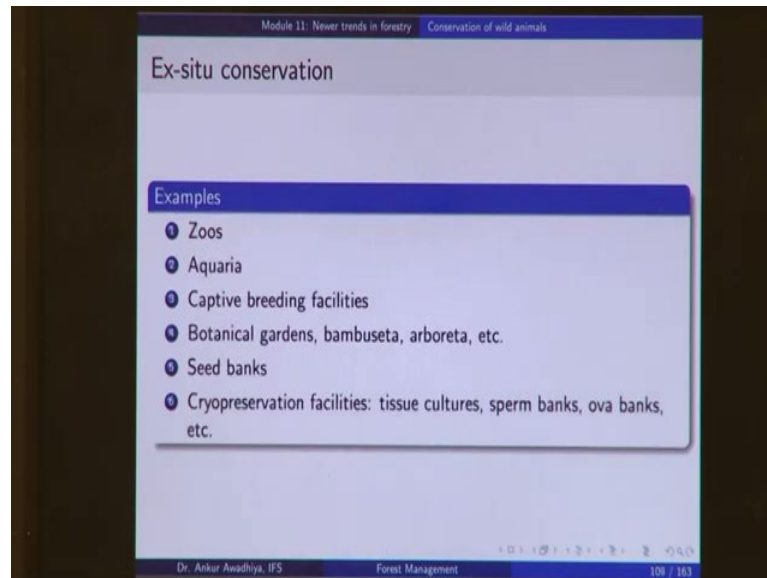 Module 11: Newer trends in forestry Conservation of wild animals
Ex-situ conservation
Examples
1 Zoos
2 Aquaria
3 Captive breeding facilities
4 Botanical gardens, bambuseta, arboreta, etc.
5 Seed banks
6 Cryopreservation facilities: tissue cultures, sperm banks, ova banks,
etc.
Dr. Ankur Awadhiya, IFS Forest Management 108 / 163